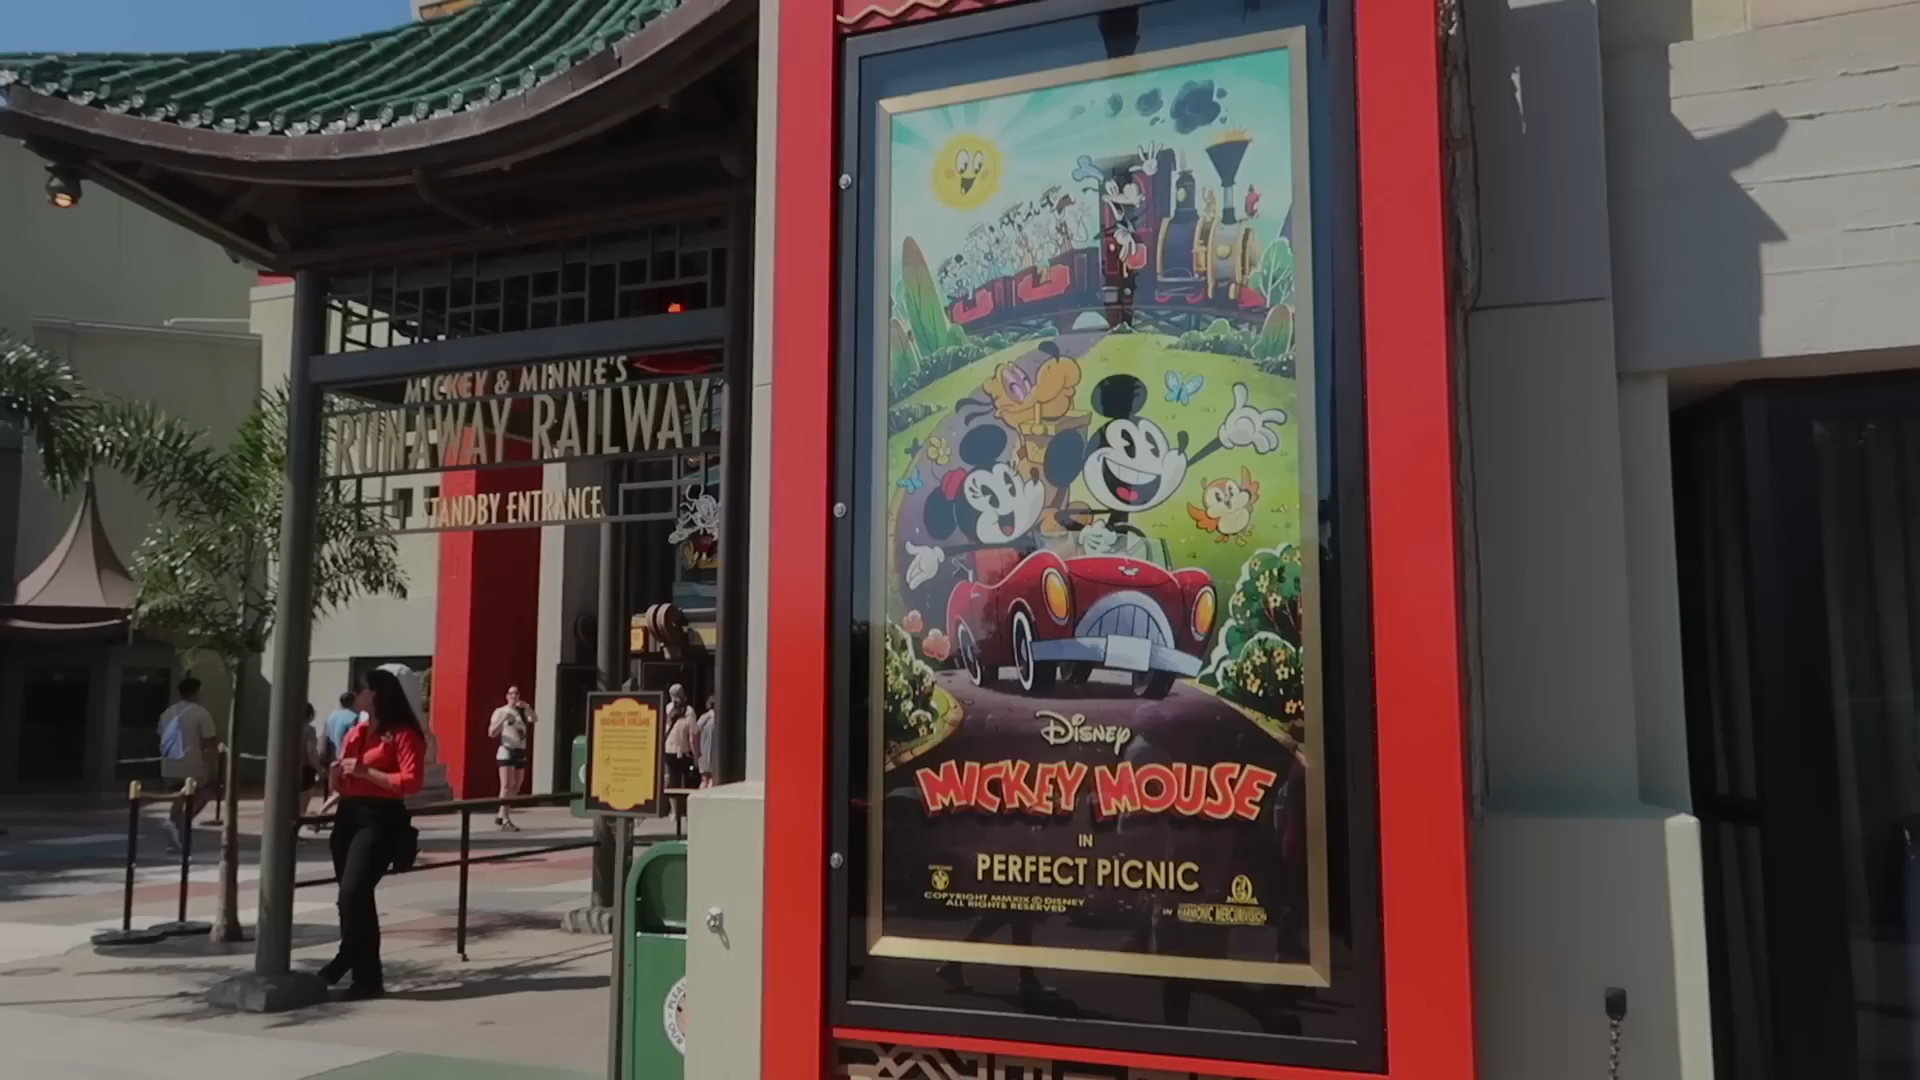 MICKEY & MINNIE'S
RUNAWAY RAILWAY
STANDBY ENTRANCE
DISNEY
MICKEY MOUSE
IN
PERFECT PICNIC
COPYRIGHT MMXIX © DISNEY
ALL RIGHTS RESERVED
IN HARMONIC MERCURIVISION